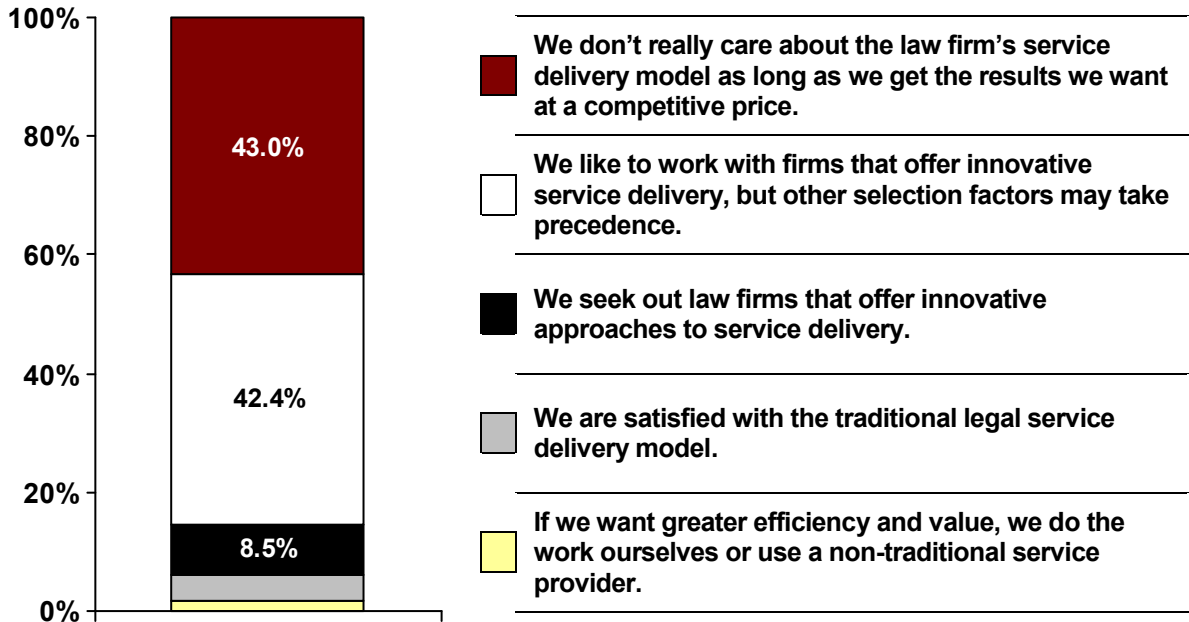 100%
80%
60%
40%
20%
0%
43.0%
42.4%
8.5%
We don’t really care about the law firm’s service
delivery model as long as we get the results we want
at a competitive price.
We like to work with firms that offer innovative
service delivery, but other selection factors may take
precedence.
We seek out law firms that offer innovative
approaches to service delivery.
We are satisfied with the traditional legal service
delivery model.
If we want greater efficiency and value, we do the
work ourselves or use a non-traditional service
provider.